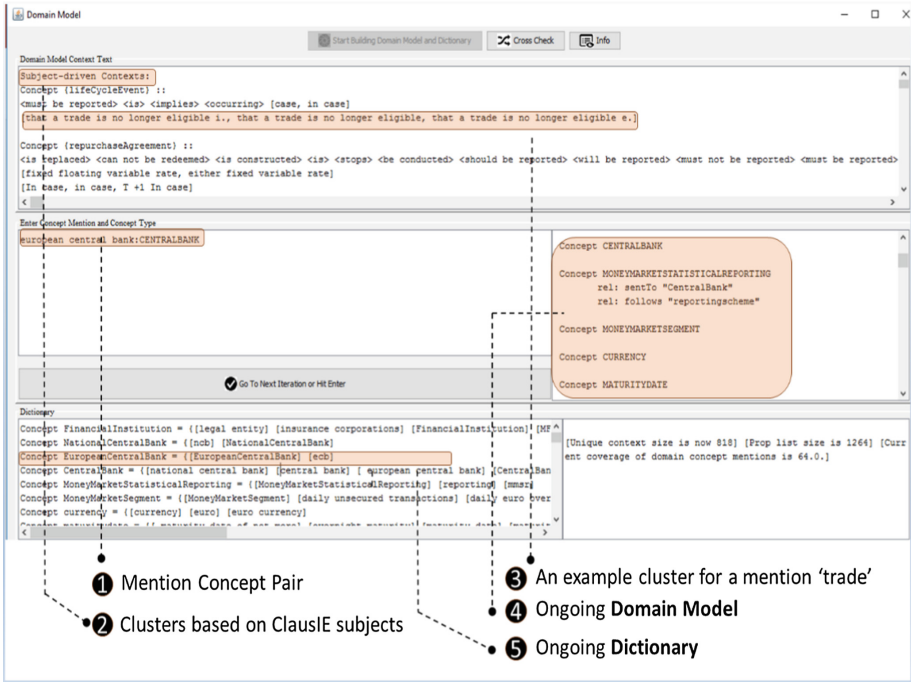 Domain Model
Start Building Domain Model and Dictionary
Cross Check
Info
Domain Model Context Text
Subject-driven Contexts:
Concept {lifeCycleEvent} ::
<must be reported> <is> <implies> <occurring> [case, in case]
[that a trade is no longer eligible i., that a trade is no longer eligible, that a trade is no longer eligible e.]
Concept {repurchaseAgreement} ::
<is replaced> <can not be redeemed> <is constructed> <is> <stops> <be conducted> <should be reported> <will be reported> <must not be reported> <must be reported>
[fixed floating variable rate, either fixed variable rate]
[In case, in case, T +1 In case]
Enter Concept Mention and Concept Type
european central bank:CENTRALBANK
Concept CENTRALBANK
Concept MONEYMARKETSTATISTICALREPORTING
rel: sentTo "CentralBank"
rel: follows "reportingscheme"
Concept MONEYMARKETSEGMENT
Concept CURRENCY
Concept MATURITYDATE
Go To Next Iteration or Hit Enter
Dictionary
Concept FinancialInstitution = {[legal entity] [insurance corporations] [FinancialInstitution] [MF
Concept NationalCentralBank = {[ncb] [NationalCentralBank]
Concept EuropeanCentralBank = {[EuropeanCentralBank] [ecb]
Concept CentralBank = {[national central bank] [central bank] [ european central bank] [CentralBan
Concept MoneyMarketStatisticalReporting = {[MoneyMarketStatisticalReporting] [reporting] [mmsr]
Concept MoneyMarketSegment = {[MoneyMarketSegment] [daily unsecured transactions] [daily euro over
Concept currency = {[currency] [euro] [euro currency]
[Unique context size is now 818] [Prop list size is 1264] [Curr
ent coverage of domain concept mentions is 64.0.]
1 Mention Concept Pair
2 Clusters based on ClausIE subjects
3 An example cluster for a mention ‘trade’
4 Ongoing Domain Model
5 Ongoing Dictionary